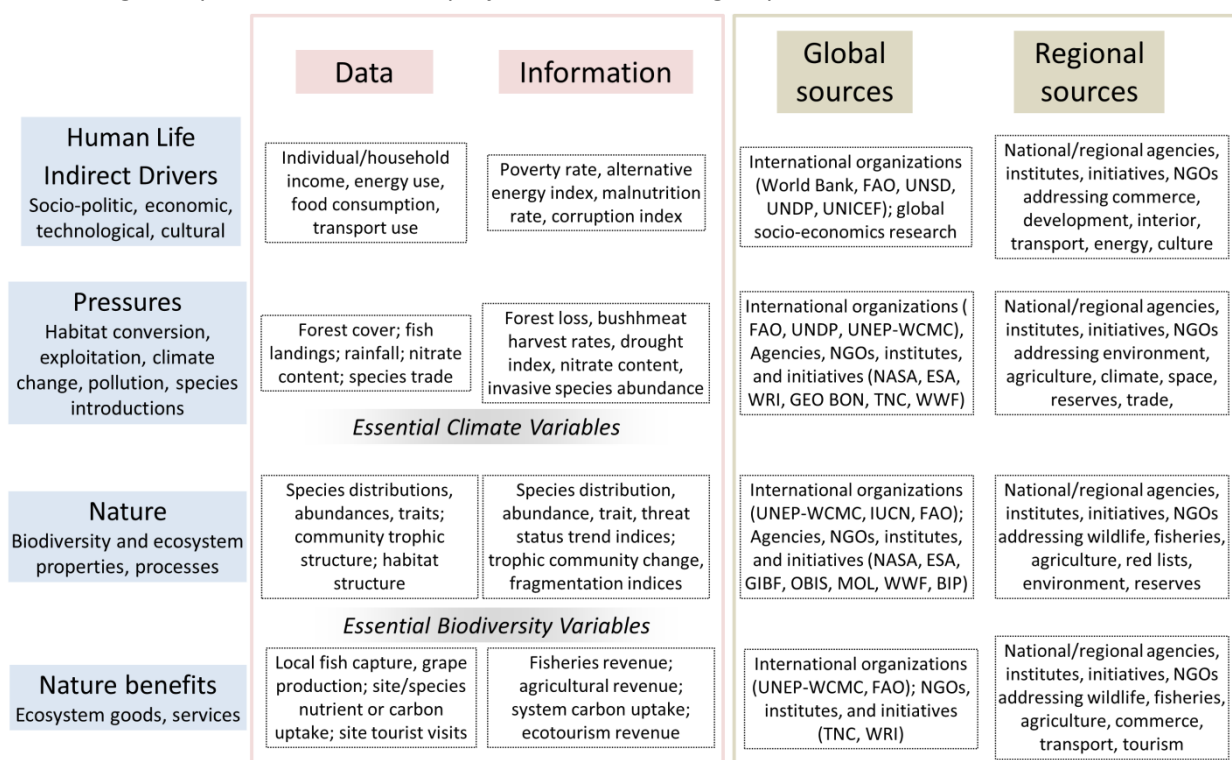 Data
Information
Global
sources
Regional
sources
Human Life
Indirect Drivers
Socio-politic, economic,
technological, cultural
Individual/household
income, energy use,
food consumption,
transport use
Poverty rate, alternative
energy index, malnutrition
rate, corruption index
International organizations
(World Bank, FAO, UNSD,
UNDP, UNICEF); global
socio-economics research
National/regional agencies,
institutes, initiatives, NGOs
addressing commerce,
development, interior,
transport, energy, culture
Pressures
Habitat conversion,
exploitation, climate
change, pollution, species
introductions
Forest cover; fish
landings; rainfall; nitrate
content; species trade
Forest loss, bushhmeat
harvest rates, drought
index, nitrate content,
invasive species abundance
International organizations (
FAO, UNDP, UNEP-WCMC),
Agencies, NGOs, institutes,
and initiatives (NASA, ESA,
WRI, GEO BON, TNC, WWF)
National/regional agencies,
institutes, initiatives, NGOs
addressing environment,
agriculture, climate, space,
reserves, trade,
Essential Climate Variables
Nature
Biodiversity and ecosystem
properties, processes
Species distributions,
abundances, traits;
community trophic
structure; habitat
structure
Species distribution,
abundance, trait, threat
status trend indices;
trophic community change,
fragmentation indices
International organizations
(UNEP-WCMC, IUCN, FAO);
Agencies, NGOs, institutes,
and initiatives (NASA, ESA,
GIBF, OBIS, MOL, WWF, BIP)
National/regional agencies,
institutes, initiatives, NGOs
addressing wildlife, fisheries,
agriculture, red lists,
environment, reserves
Essential Biodiversity Variables
Nature benefits
Ecosystem goods, services
Local fish capture, grape
production; site/species
nutrient or carbon
uptake; site tourist visits
Fisheries revenue;
agricultural revenue;
system carbon uptake;
ecotourism revenue
International organizations
(UNEP-WCMC, FAO); NGOs,
institutes, and initiatives
(TNC, WRI)
National/regional agencies,
institutes, initiatives, NGOs
addressing wildlife, fisheries,
agriculture, commerce,
transport, tourism